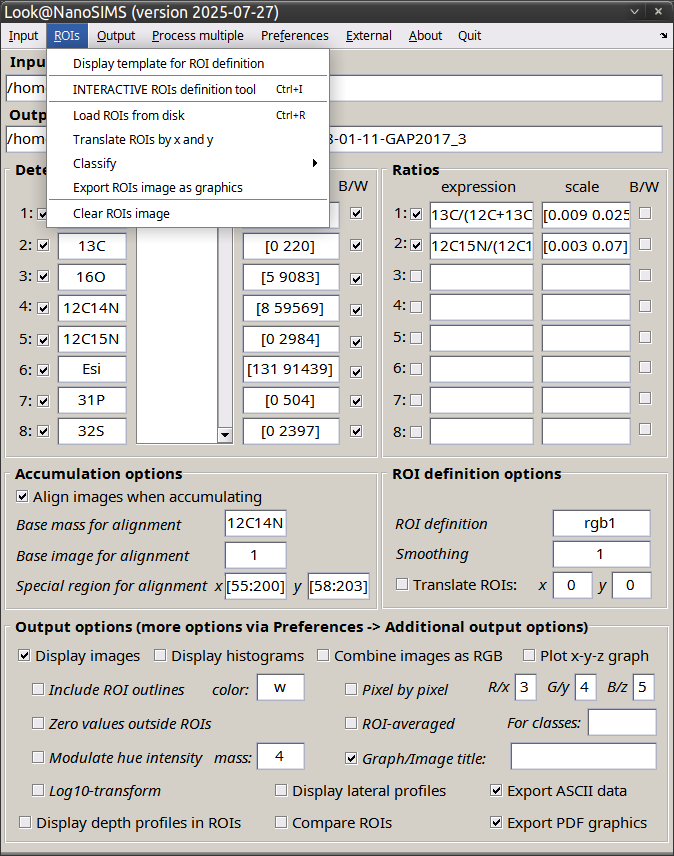 Look@NanoSIMS (version 2025-07-27)
Input ROIs Output Process multiple Preferences External About Quit
Display template for ROI definition
INTERACTIVE ROIs definition tool Ctrl+I
Load ROIs from disk Ctrl+R
Translate ROIs by x and y
Classify
Export ROIs image as graphics
Clear ROIs image
Inpu
/hom
Outp
/hom 8-01-11-GAP2017_3
Dete B/W
1:
2: 13C [0 220]
3: 16O [5 9083]
4: 12C14N [8 59569]
5: 12C15N [0 2984]
6: Esi [131 91439]
7: 31P [0 504]
8: 32S [0 2397]
Ratios
expression scale B/W
1: 13C/(12C+13C [0.009 0.025
2: 12C15N/(12C1 [0.003 0.07]
3:
4:
5:
6:
7:
8:
Accumulation options
Align images when accumulating
Base mass for alignment 12C14N
Base image for alignment 1
Special region for alignment x [55:200] y [58:203]
ROI definition options
ROI definition rgb1
Smoothing 1
Translate ROIs: x 0 y 0
Output options (more options via Preferences -> Additional output options)
Display images Display histograms Combine images as RGB Plot x-y-z graph
Include ROI outlines color: w Pixel by pixel R/x 3 G/y 4 B/z 5
Zero values outside ROIs ROI-averaged For classes:
Modulate hue intensity mass: 4 Graph/Image title:
Log10-transform Display lateral profiles Export ASCII data
Display depth profiles in ROIs Compare ROIs Export PDF graphics